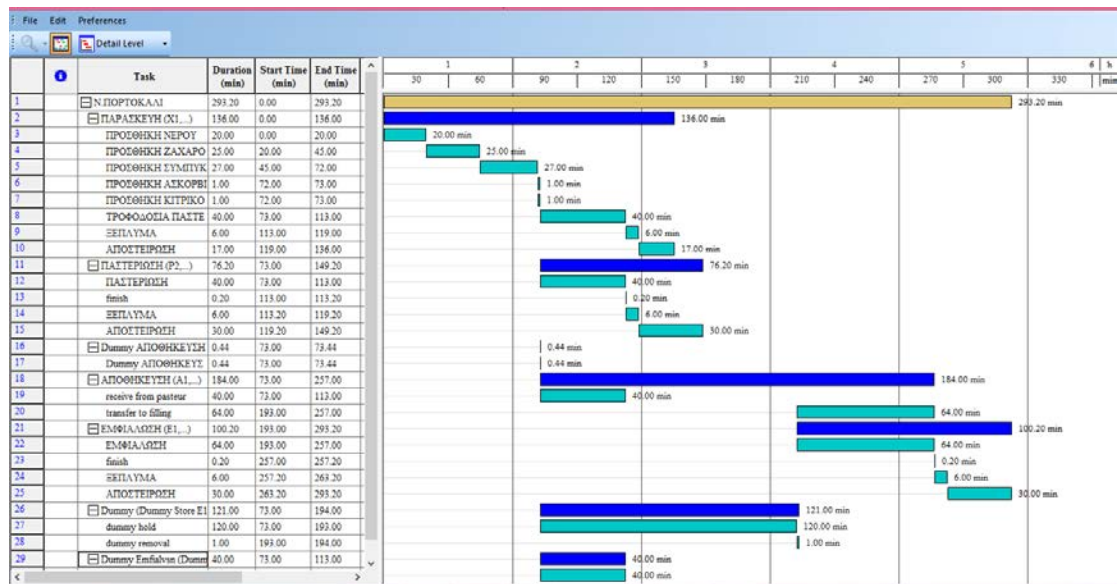 File Edit Preferences
Detail Level
Task Duration (min) Start Time (min) End Time (min)
1 2 3 4 5 6 h
30 60 90 120 150 180 210 240 270 300 330 min
1 Ν.ΠΟΡΤΟΚΑΛΙ 293.20 0.00 293.20 293.20 min
2 ΠΑΡΑΣΚΕΥΗ (X1,...) 136.00 0.00 136.00 136.00 min
3 ΠΡΟΣΘΗΚΗ ΝΕΡΟΥ 20.00 0.00 20.00 20.00 min
4 ΠΡΟΣΘΗΚΗ ΖΑΧΑΡΟ 25.00 20.00 45.00 25.00 min
5 ΠΡΟΣΘΗΚΗ ΣΥΜΠΥΚ 27.00 45.00 72.00 27.00 min
6 ΠΡΟΣΘΗΚΗ ΑΣΚΟΡΒΙ 1.00 72.00 73.00 1.00 min
7 ΠΡΟΣΘΗΚΗ ΚΙΤΡΙΚΟ 1.00 72.00 73.00 1.00 min
8 ΤΡΟΦΟΔΟΣΙΑ ΠΑΣΤΕ 40.00 73.00 113.00 40.00 min
9 ΞΕΠΛΥΜΑ 6.00 113.00 119.00 6.00 min
10 ΑΠΟΣΤΕΙΡΩΣΗ 17.00 119.00 136.00 17.00 min
11 ΠΑΣΤΕΡΙΩΣΗ (P2,...) 76.20 73.00 149.20 76.20 min
12 ΠΑΣΤΕΡΙΩΣΗ 40.00 73.00 113.00 40.00 min
13 finish 0.20 113.00 113.20 0.20 min
14 ΞΕΠΛΥΜΑ 6.00 113.20 119.20 6.00 min
15 ΑΠΟΣΤΕΙΡΩΣΗ 30.00 119.20 149.20 30.00 min
16 Dummy ΑΠΟΘΗΚΕΥΣΗ 0.44 73.00 73.44 0.44 min
17 Dummy ΑΠΟΘΗΚΕΥΣ 0.44 73.00 73.44 0.44 min
18 ΑΠΟΘΗΚΕΥΣΗ (A1,...) 184.00 73.00 257.00 184.00 min
19 receive from pasteur 40.00 73.00 113.00 40.00 min
20 transfer to filling 64.00 193.00 257.00 64.00 min
21 ΕΜΦΙΑΛΩΣΗ (E1,...) 100.20 193.00 293.20 100.20 min
22 ΕΜΦΙΑΛΩΣΗ 64.00 193.00 257.00 64.00 min
23 finish 0.20 257.00 257.20 0.20 min
24 ΞΕΠΛΥΜΑ 6.00 257.20 263.20 6.00 min
25 ΑΠΟΣΤΕΙΡΩΣΗ 30.00 263.20 293.20 30.00 min
26 Dummy (Dummy Store E1 121.00 73.00 194.00 121.00 min
27 dummy hold 120.00 73.00 193.00 120.00 min
28 dummy removal 1.00 193.00 194.00 1.00 min
29 Dummy Emfialvsn (Dumm 40.00 73.00 113.00 40.00 min
40.00 min